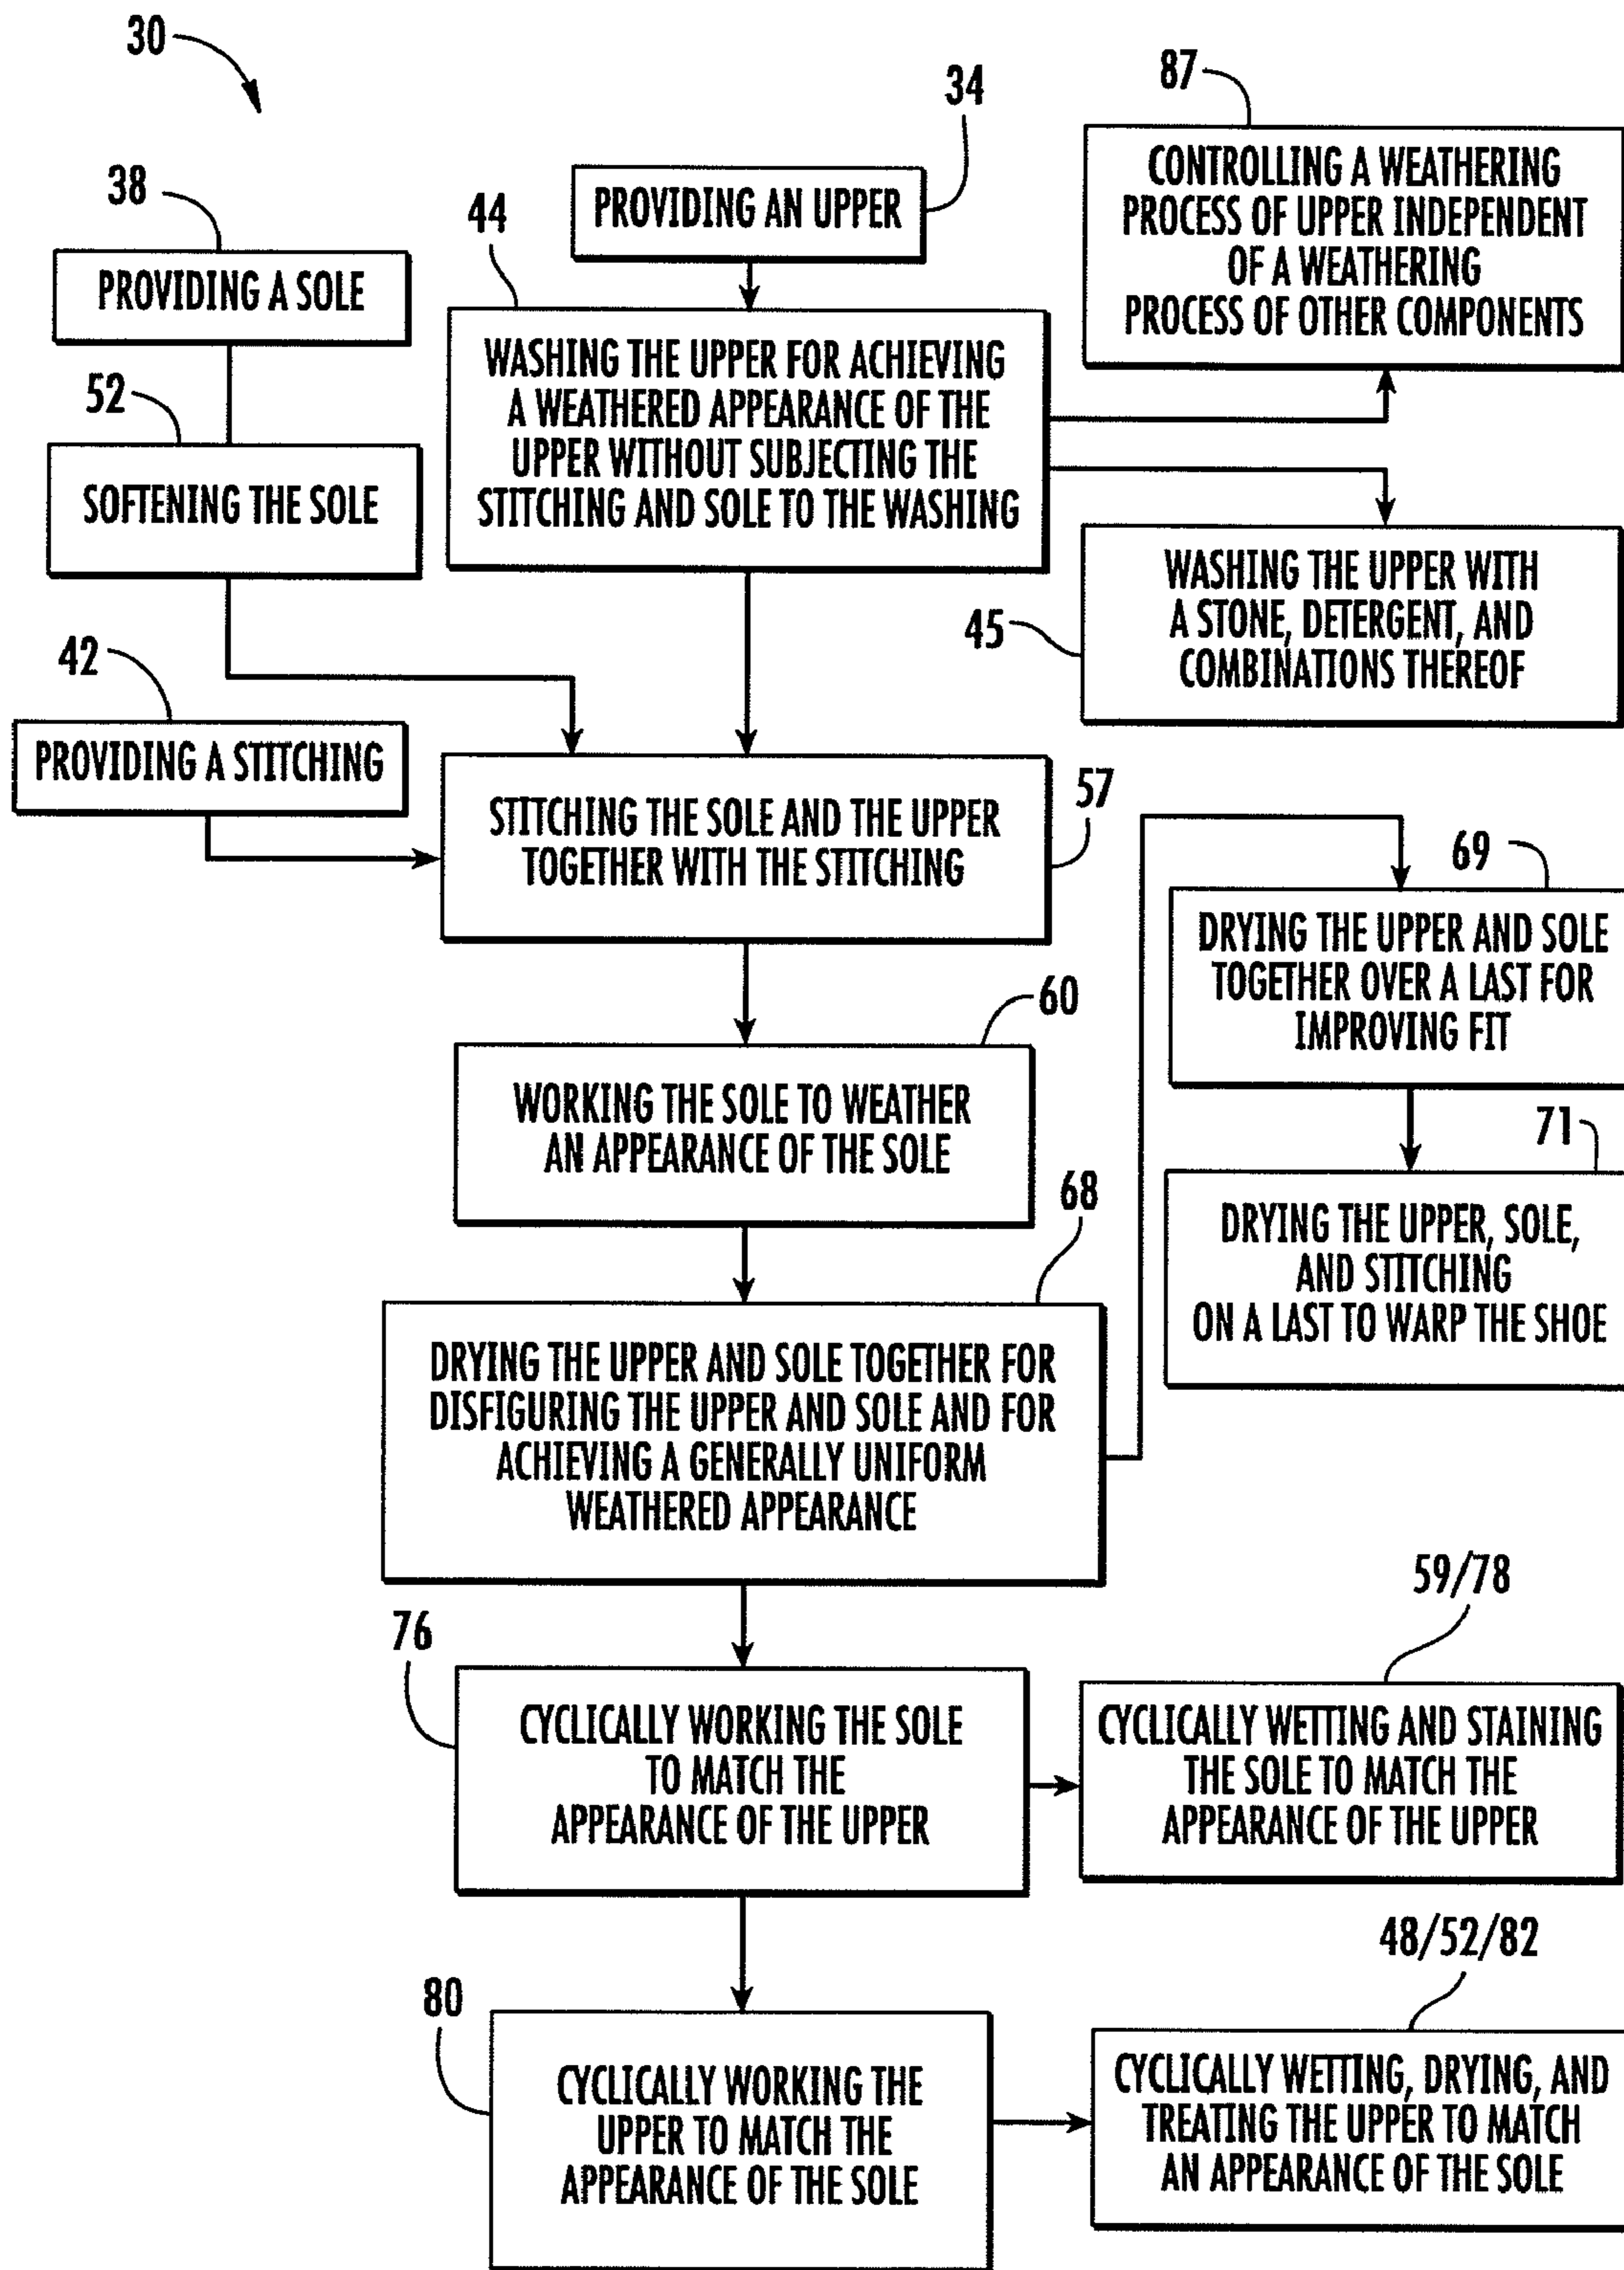 30
34
PROVIDING AN UPPER
87
CONTROLLING A WEATHERING
PROCESS OF UPPER INDEPENDENT
OF A WEATHERING
PROCESS OF OTHER COMPONENTS
38
PROVIDING A SOLE
44
WASHING THE UPPER FOR ACHIEVING
A WEATHERED APPEARANCE OF THE
UPPER WITHOUT SUBJECTING THE
STITCHING AND SOLE TO THE WASHING
52
SOFTENING THE SOLE
45
WASHING THE UPPER WITH
A STONE, DETERGENT, AND
COMBINATIONS THEREOF
42
PROVIDING A STITCHING
57
STITCHING THE SOLE AND THE UPPER
TOGETHER WITH THE STITCHING
69
DRYING THE UPPER AND SOLE
TOGETHER OVER A LAST FOR
IMPROVING FIT
60
WORKING THE SOLE TO WEATHER
AN APPEARANCE OF THE SOLE
71
DRYING THE UPPER, SOLE,
AND STITCHING
ON A LAST TO WARP THE SHOE
68
DRYING THE UPPER AND SOLE TOGETHER FOR
DISFIGURING THE UPPER AND SOLE AND FOR
ACHIEVING A GENERALLY UNIFORM
WEATHERED APPEARANCE
76
CYCLICALLY WORKING THE SOLE
TO MATCH THE
APPEARANCE OF THE UPPER
59/78
CYCLICALLY WETTING AND STAINING
THE SOLE TO MATCH THE
APPEARANCE OF THE UPPER
80
CYCLICALLY WORKING THE
UPPER TO MATCH THE
APPEARANCE OF THE SOLE
48/52/82
CYCLICALLY WETTING, DRYING, AND
TREATING THE UPPER TO MATCH
AN APPEARANCE OF THE SOLE